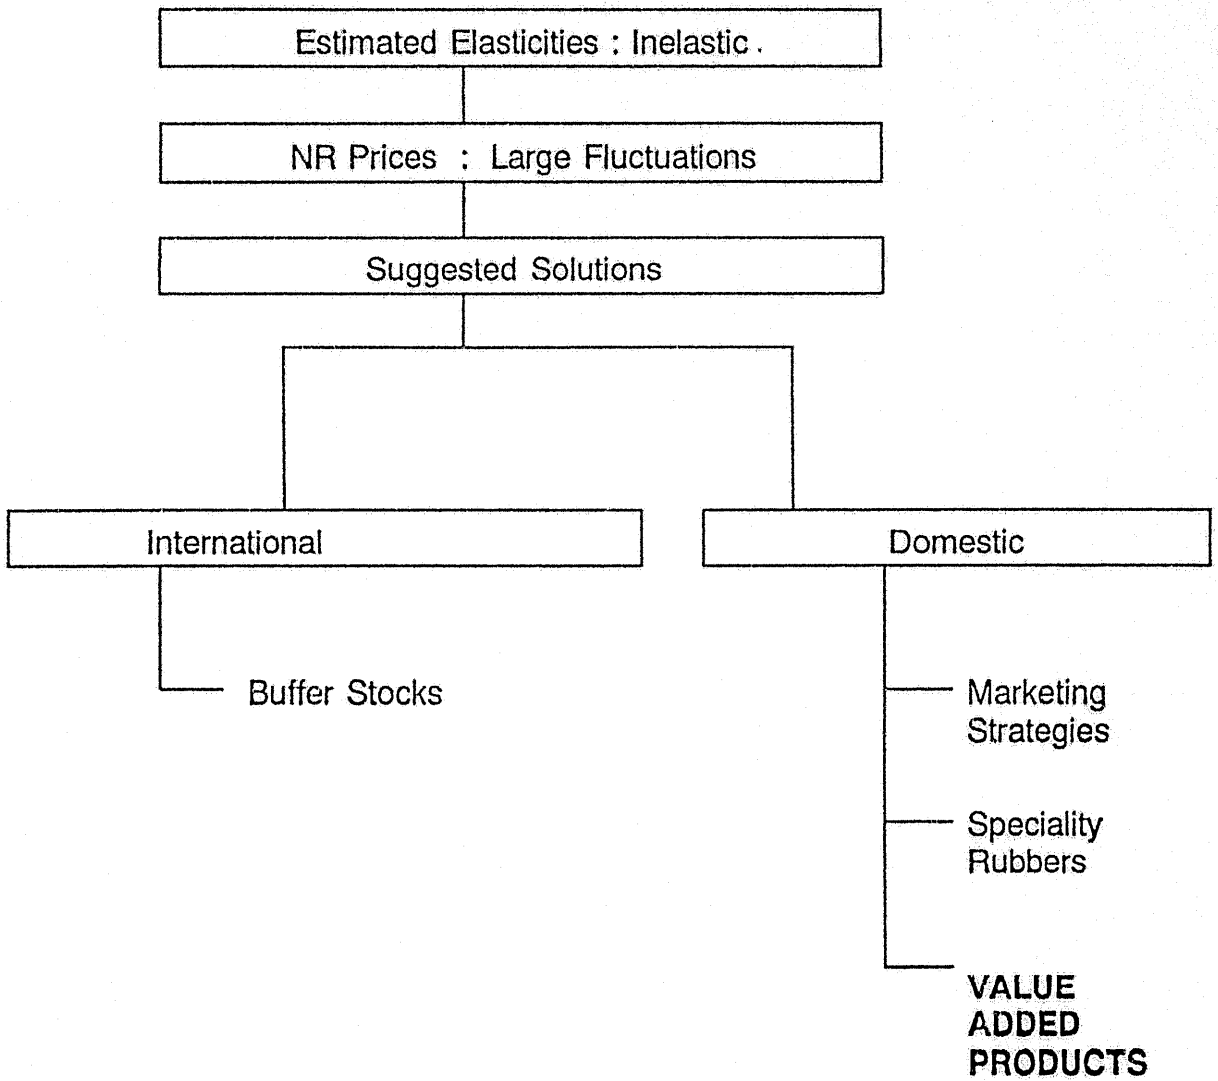 Estimated Elasticities : Inelastic .
NR Prices : Large Fluctuations
Suggested Solutions
International
Domestic
Buffer Stocks
Marketing
Strategies
Speciality
Rubbers
VALUE
ADDED
PRODUCTS